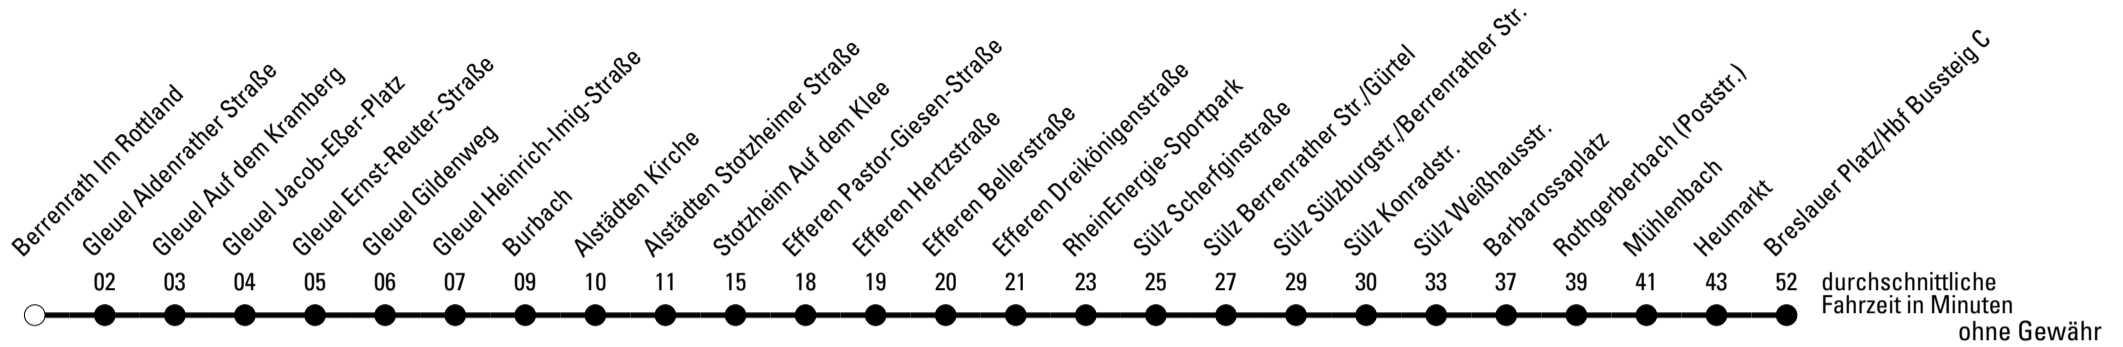 Berrenrath Im Rottland
Gleuel Aldenrather Straße
Gleuel Auf dem Kramberg
Gleuel Jacob-Eßer-Platz
Gleuel Ernst-Reuter-Straße
Gleuel Gildenweg
Gleuel Heinrich-Imig-Straße
Burbach
Alstädten Kirche
Alstädten Stotzheimer Straße
Stotzheim Auf dem Klee
Efferen Pastor-Giesen-Straße
Efferen Hertzstraße
Efferen Bellerstraße
Efferen Dreikönigenstraße
RheinEnergie-Sportpark
Sülz Scherfginstraße
Sülz Berrenrather Str./Gürtel
Sülz Sülzburgstr./Berrenrather Str.
Sülz Konradstr.
Sülz Weißhausstr.
Barbarossaplatz
Rothgerberbach (Poststr.)
Mühlenbach
Heumarkt
Breslauer Platz/Hbf Bussteig C
02 03 04 05 06 07 09 10 11 15 18 19 20 21 23 25 27 29 30 33 37 39 41 43 52
durchschnittliche
Fahrzeit in Minuten
ohne Gewähr